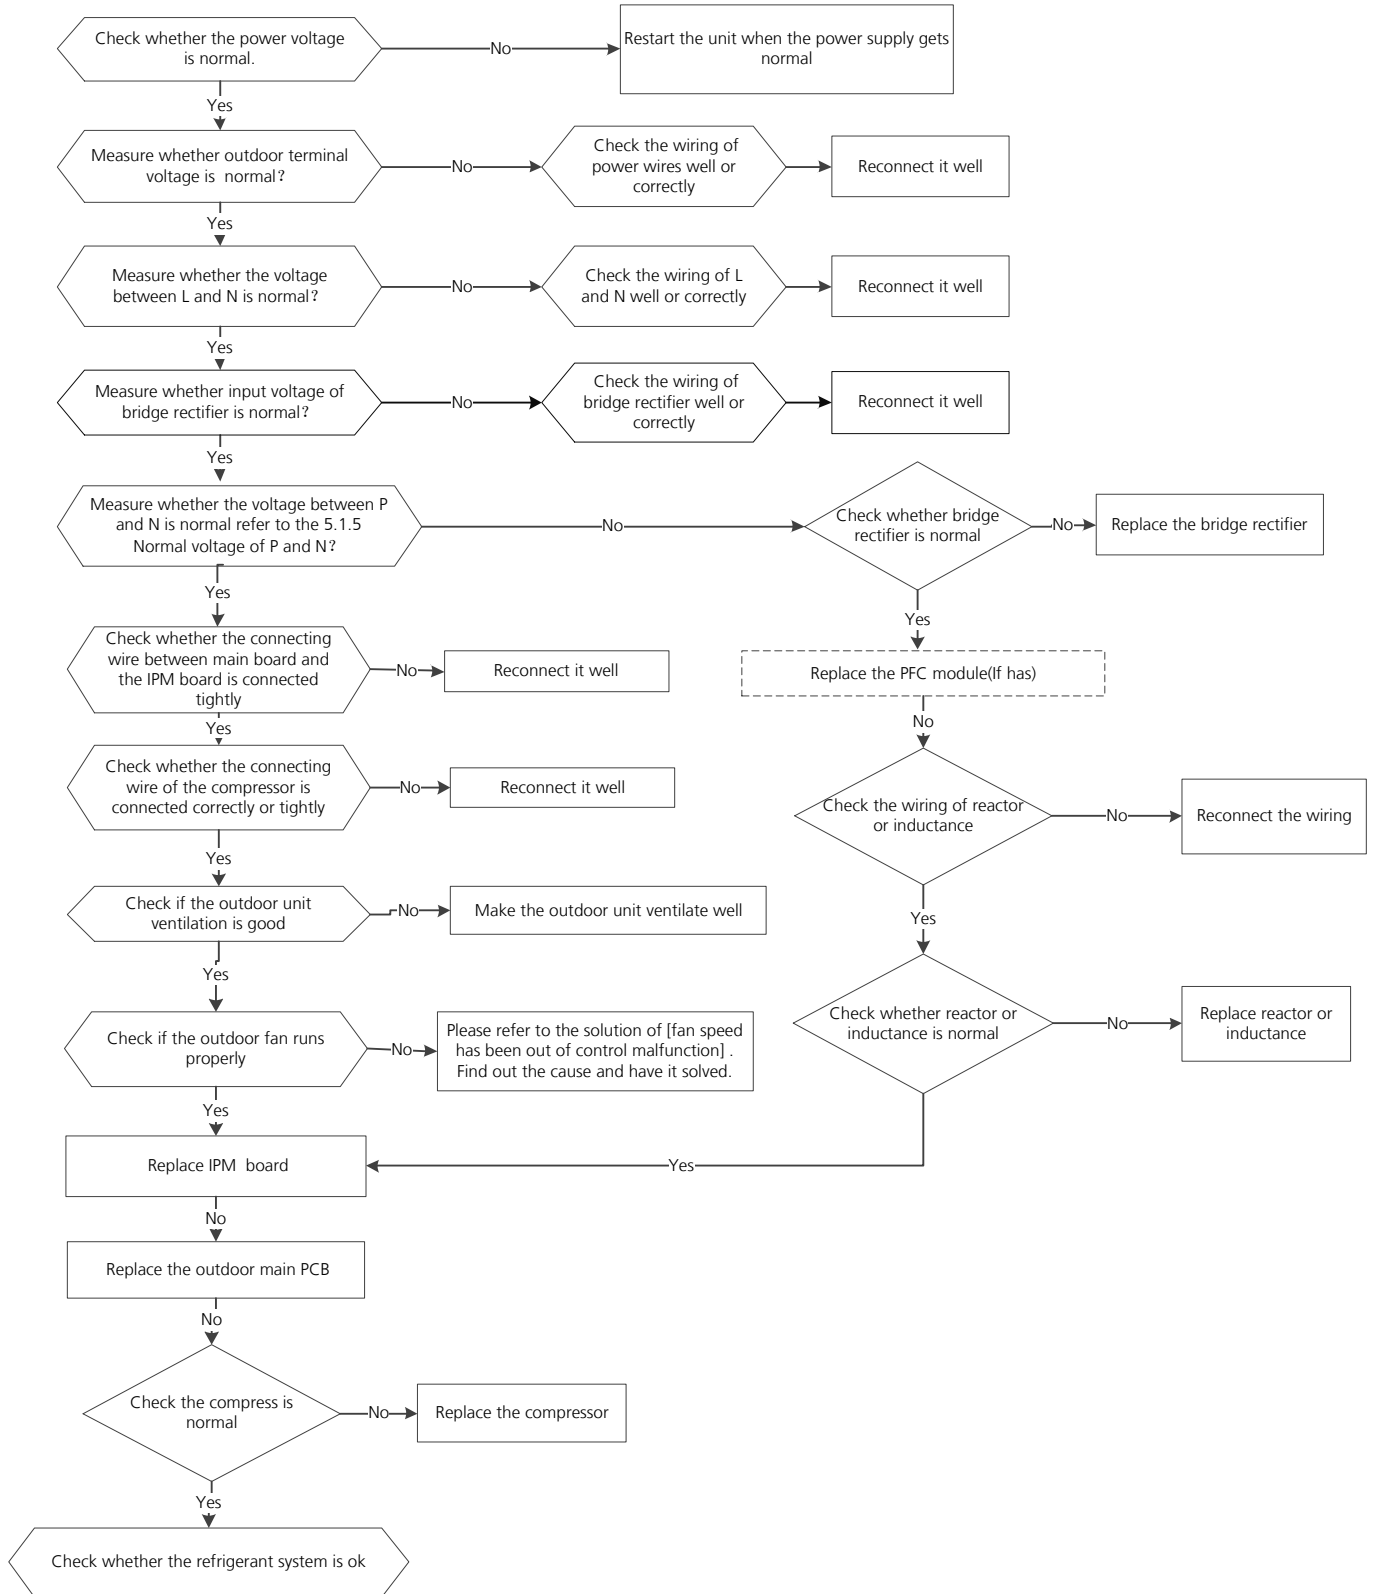 Check whether the power voltage
is normal.
No
Restart the unit when the power supply gets
normal
Yes
Measure whether outdoor terminal
voltage is  normal?
No
Check the wiring of
power wires well or
correctly
Reconnect it well
Yes
Measure whether the voltage
between L and N is normal?
No
Check the wiring of L
and N well or correctly
Reconnect it well
Yes
Measure whether input voltage of
bridge rectifier is normal?
No
Check the wiring of
bridge rectifier well or
correctly
Reconnect it well
Yes
Measure whether the voltage between P
and N is normal refer to the 5.1.5
Normal voltage of P and N?
No
Check whether bridge
rectifier is normal
No
Replace the bridge rectifier
Yes
Yes
Check whether the connecting
wire between main board and
the IPM board is connected
tightly
No
Reconnect it well
Replace the PFC module(If has)
No
Yes
Check whether the connecting
wire of the compressor is
connected correctly or tightly
No
Reconnect it well
Check the wiring of reactor
or inductance
No
Reconnect the wiring
Yes
Check if the outdoor unit
ventilation is good
No
Make the outdoor unit ventilate well
Yes
Yes
Check if the outdoor fan runs
properly
No
Please refer to the solution of [fan speed
has been out of control malfunction] .
Find out the cause and have it solved.
Check whether reactor or
inductance is normal
No
Replace reactor or
inductance
Yes
Replace IPM  board
Yes
No
Replace the outdoor main PCB
No
Check the compress is
normal
No
Replace the compressor
Yes
Check whether the refrigerant system is ok